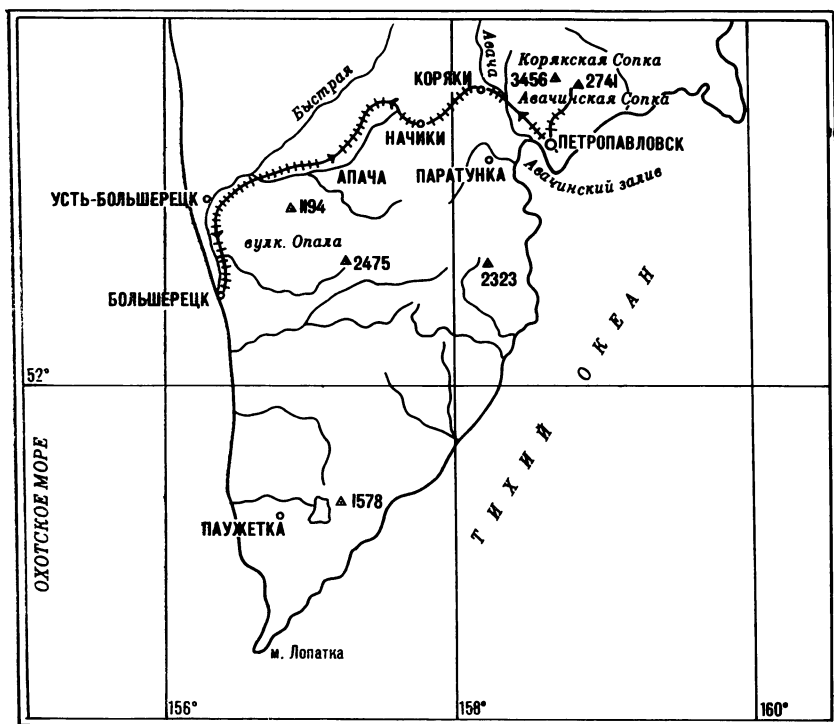 Авача
Корякская Сопка
3456
2741
Авачинская Сопка
КОРЯКИ
Быстрая
НАЧИКИ
ПЕТРОПАВЛОВСК
АПАЧА
ПАРАТУНКА
Авачинский залив
УСТЬ-БОЛЬШЕРЕЦК
1194
вулк. Опала
2475
2323
БОЛЬШЕРЕЦК
52°
ОХОТСКОЕ МОРЕ
ТИХИЙ ОКЕАН
1578
ПАУЖЕТКА
м. Лопатка
156°
158°
160°